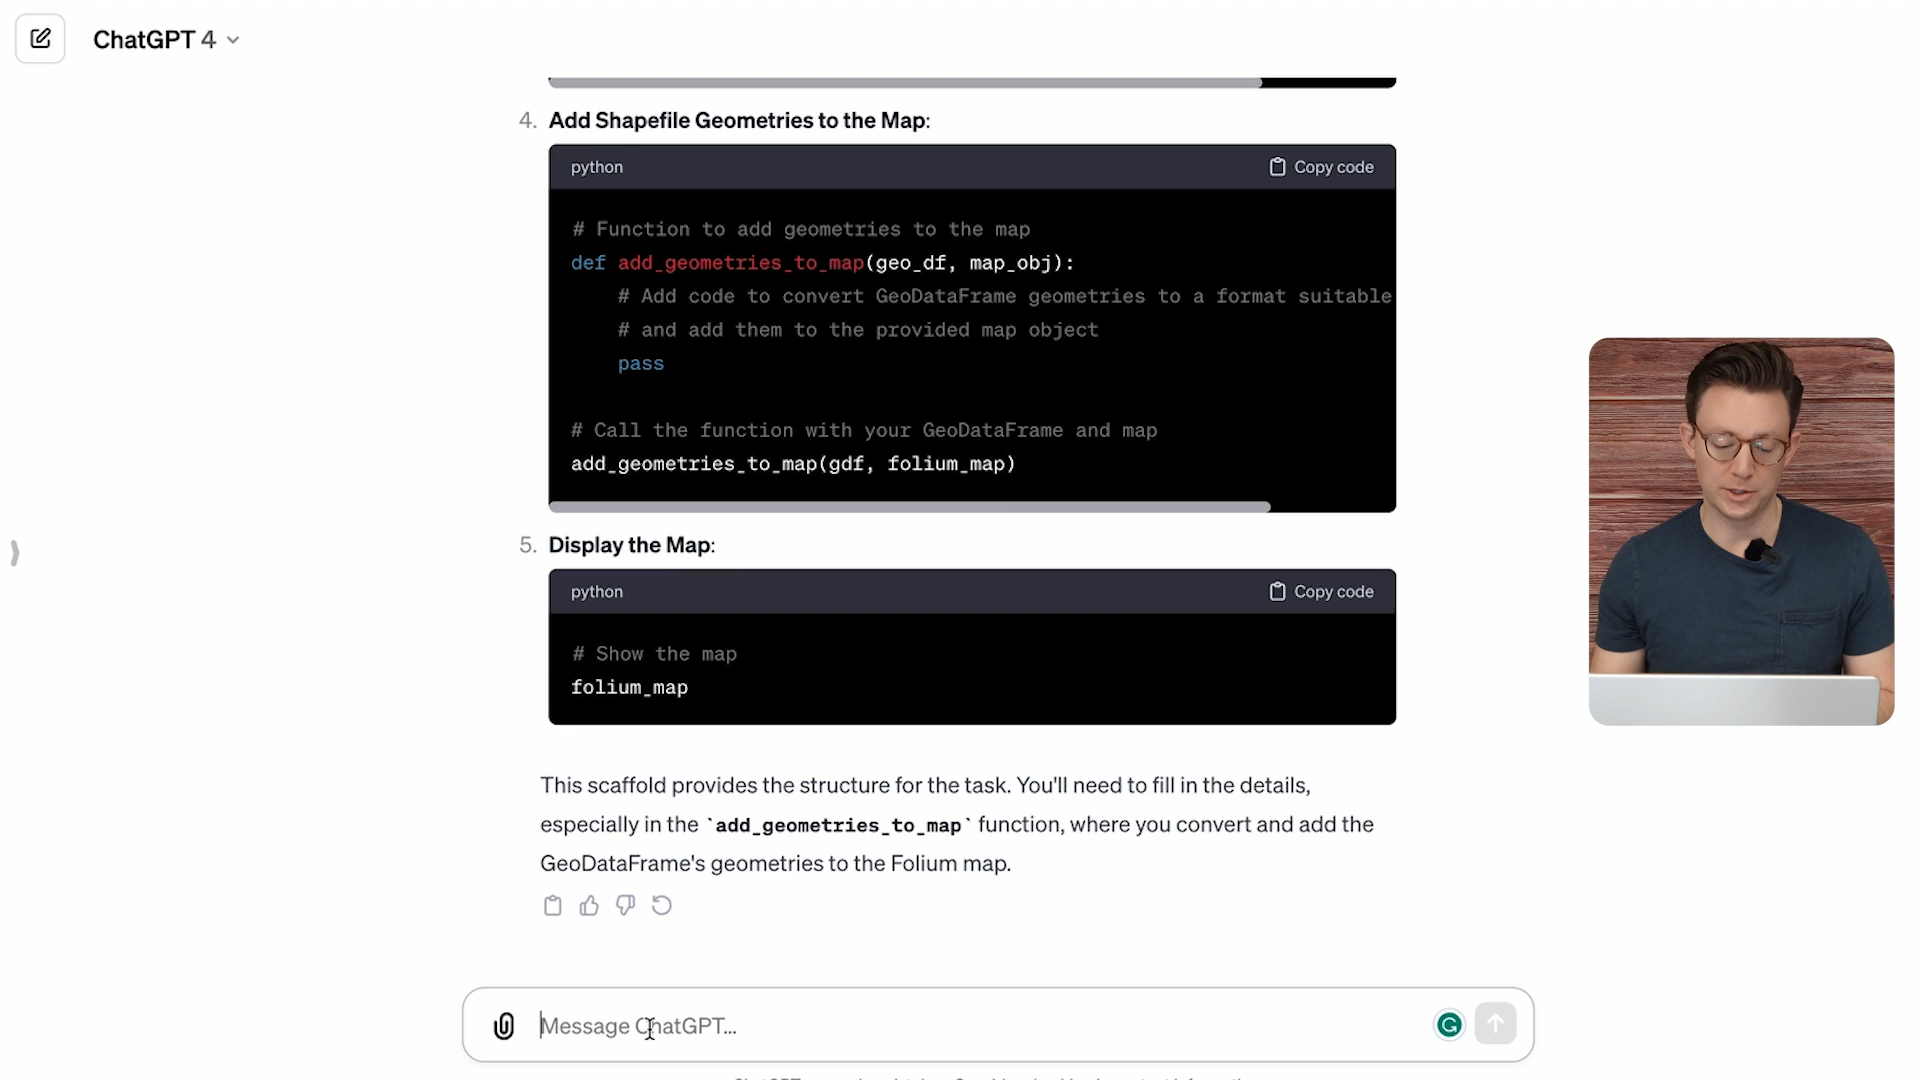 ChatGPT 4
4. Add Shapefile Geometries to the Map:
python
Copy code
# Function to add geometries to the map
def add_geometries_to_map(geo_df, map_obj):
# Add code to convert GeoDataFrame geometries to a format suitable
# and add them to the provided map object
pass
# Call the function with your GeoDataFrame and map
add_geometries_to_map(gdf, folium_map)
5. Display the Map:
python
Copy code
# Show the map
folium_map
This scaffold provides the structure for the task. You'll need to fill in the details,
especially in the `add_geometries_to_map` function, where you convert and add the
GeoDataFrame's geometries to the Folium map.
Message ChatGPT…